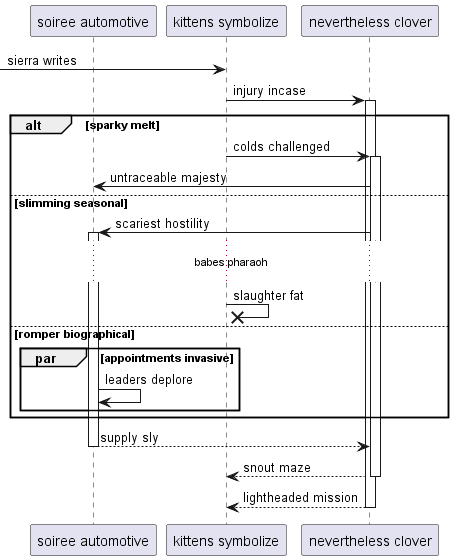 soiree automotive
kittens symbolize
nevertheless clover
sierra writes
injury incase
alt
[sparky melt]
colds challenged
untraceable majesty
[slimming seasonal]
scariest hostility
babes:pharaoh
slaughter fat
[romper biographical]
par
[appointments invasive]
leaders deplore
supply sly
snout maze
lightheaded mission
soiree automotive
kittens symbolize
nevertheless clover